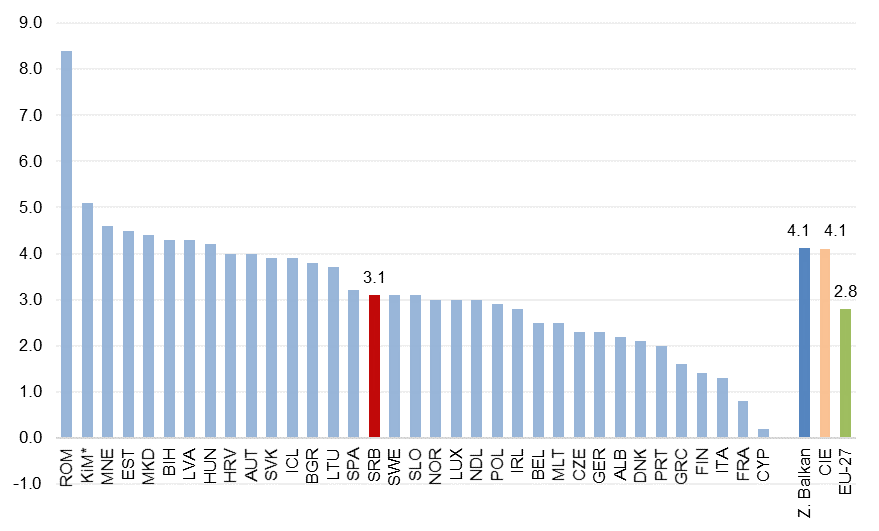 9.0
8.0
7.0
6.0
5.0
4.0
3.0
2.0
1.0
0.0
-1.0
3.1
4.1
4.1
2.8
ROM
KiM*
MNE
EST
MKD
BIH
LVA
HUN
HRV
AUT
SVK
ICL
BGR
LTU
SPA
SRB
SWE
SLO
NOR
LUX
NDL
POL
IRL
BEL
MLT
CZE
GER
ALB
DNK
PRT
GRC
FIN
ITA
FRA
CYP
Z. Balkan
CIE
EU-27